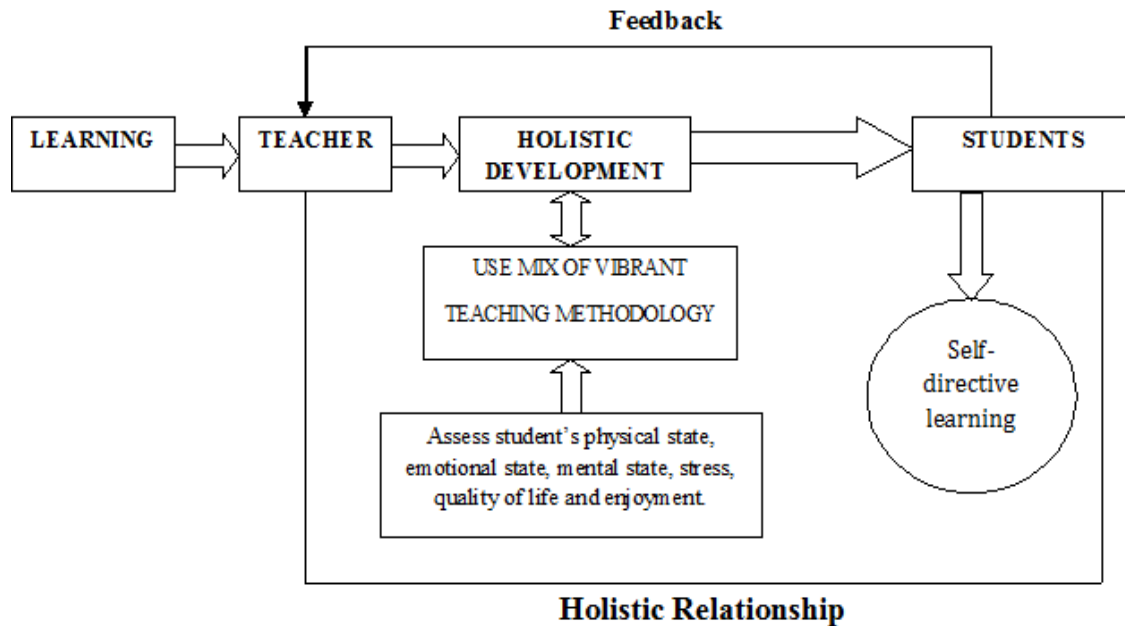 Feedback
LEARNING
TEACHER
HOLISTIC
DEVELOPMENT
STUDENTS
USE MIX OF VIBRANT
TEACHING METHODOLOGY
Self-
directive
learning
Assess student’s physical state,
emotional state, mental state, stress,
quality of life and enjoyment.
Holistic Relationship